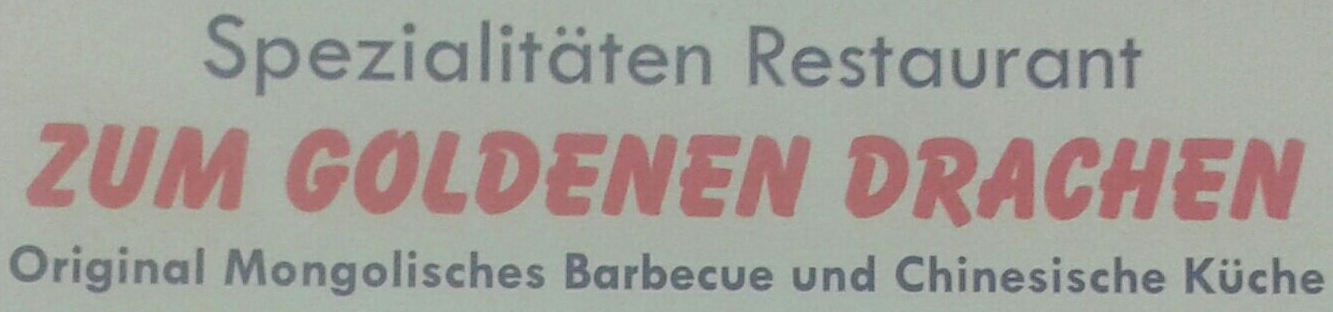 Spezialitäten Restaurant
ZUM GOLDENEN DRACHEN
Original Mongolisches Barbecue und Chinesische Küche